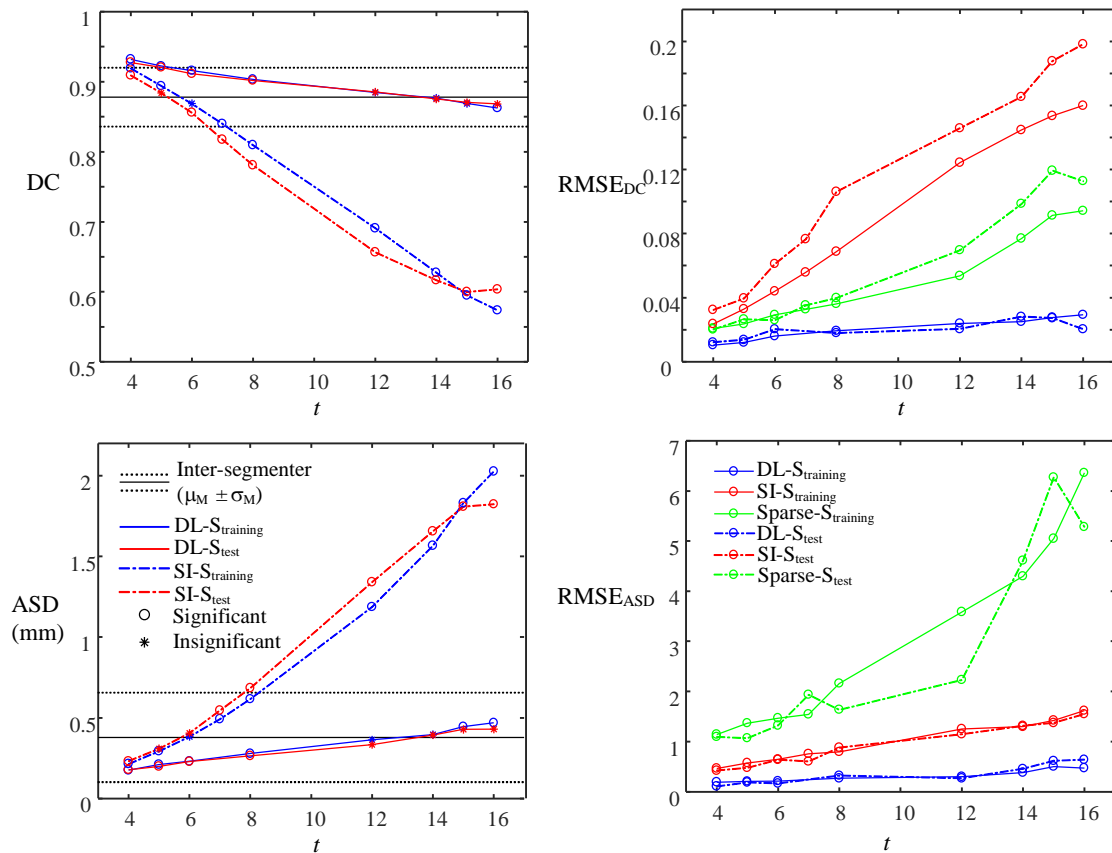 1
0.9
0.8
0.7
0.6
0.5
DC
4 6 8 10 12 14 16
t
0.2
0.16
0.12
0.08
0.04
0
RMSE_DC
4 6 8 10 12 14 16
t
2
1.5
1
0.5
0
ASD
(mm)
Inter-segmenter
(μ_M ± σ_M)
DL-S_training
DL-S_test
SI-S_training
SI-S_test
Significant
Insignificant
4 6 8 10 12 14 16
t
7
6
5
4
3
2
1
0
RMSE_ASD
DL-S_training
SI-S_training
Sparse-S_training
DL-S_test
SI-S_test
Sparse-S_test
4 6 8 10 12 14 16
t